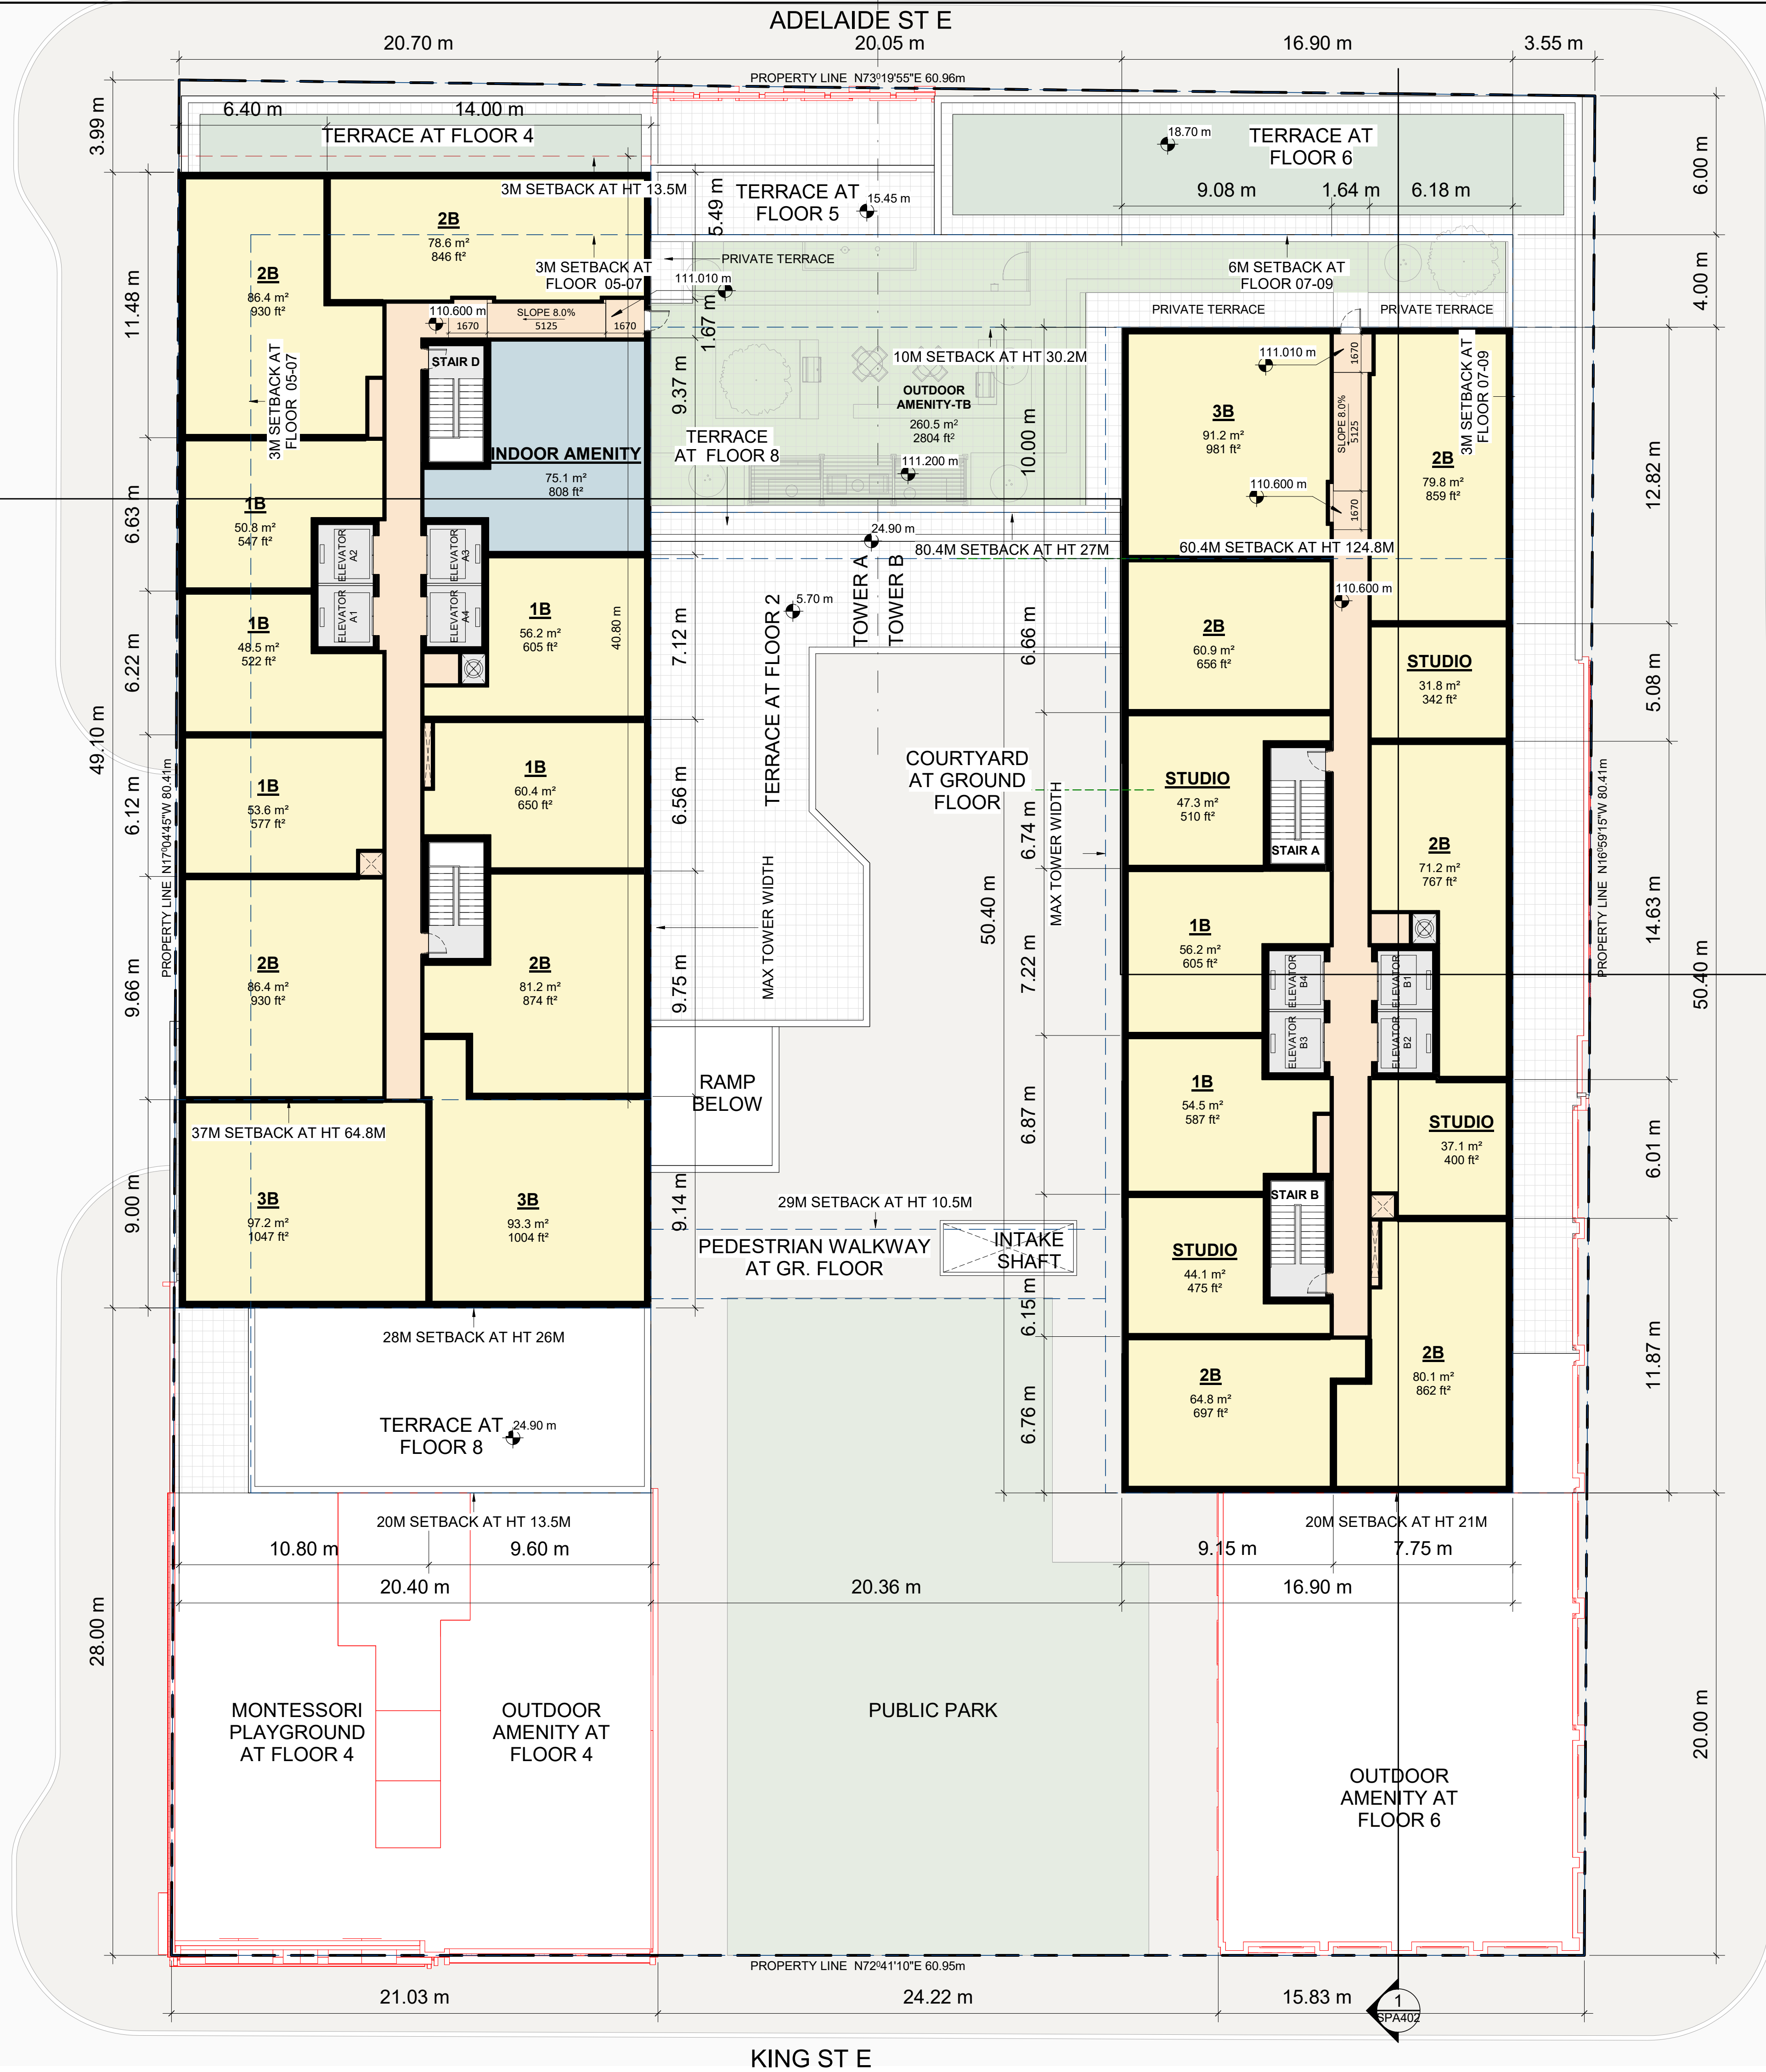 ADELAIDE ST E
20.70 m
20.05 m
16.90 m
3.55 m
PROPERTY LINE N73°19'55"E 60.96m
3.99 m
6.40 m
14.00 m
TERRACE AT FLOOR 4
3M SETBACK AT HT 13.5M
5.49 m
TERRACE AT
FLOOR 5
15.45 m
18.70 m
TERRACE AT
FLOOR 6
9.08 m
1.64 m
6.18 m
6.00 m
4.00 m
11.48 m
2B
78.6 m²
846 ft²
2B
86.4 m²
930 ft²
3M SETBACK AT
FLOOR 05-07
PRIVATE TERRACE
111.010 m
1.67 m
110.600 m
1670
SLOPE 8.0%
5125
1670
3M SETBACK AT
FLOOR 05-07
STAIR D
INDOOR AMENITY
75.1 m²
808 ft²
9.37 m
6M SETBACK AT
FLOOR 07-09
PRIVATE TERRACE
PRIVATE TERRACE
10M SETBACK AT HT 30.2M
OUTDOOR
AMENITY-TB
260.5 m²
2804 ft²
111.200 m
10.00 m
TERRACE
AT FLOOR 8
24.90 m
80.4M SETBACK AT HT 27M
111.010 m
1670
SLOPE 8.0%
5125
1670
110.600 m
3B
91.2 m²
981 ft²
3M SETBACK AT
FLOOR 07-09
2B
79.8 m²
859 ft²
12.82 m
60.4M SETBACK AT HT 124.8M
110.600 m
6.63 m
1B
50.8 m²
547 ft²
ELEVATOR
A2
ELEVATOR
A3
ELEVATOR
A1
ELEVATOR
A4
6.22 m
1B
48.5 m²
522 ft²
1B
56.2 m²
605 ft²
40.80 m
7.12 m
TERRACE AT FLOOR 2
5.70 m
TOWER A
TOWER B
6.66 m
2B
60.9 m²
656 ft²
STUDIO
31.8 m²
342 ft²
5.08 m
49.10 m
PROPERTY LINE N17°04'45"W 80.41m
6.12 m
1B
53.6 m²
577 ft²
1B
60.4 m²
650 ft²
6.56 m
COURTYARD
AT GROUND
FLOOR
6.74 m
MAX TOWER WIDTH
STUDIO
47.3 m²
510 ft²
STAIR A
2B
71.2 m²
767 ft²
14.63 m
PROPERTY LINE N16°59'15"W 80.41m
50.40 m
9.66 m
2B
86.4 m²
930 ft²
2B
81.2 m²
874 ft²
9.75 m
MAX TOWER WIDTH
50.40 m
7.22 m
1B
56.2 m²
605 ft²
ELEVATOR
B4
ELEVATOR
B1
ELEVATOR
B3
ELEVATOR
B2
RAMP
BELOW
6.87 m
1B
54.5 m²
587 ft²
STUDIO
37.1 m²
400 ft²
6.01 m
37M SETBACK AT HT 64.8M
9.00 m
3B
97.2 m²
1047 ft²
3B
93.3 m²
1004 ft²
9.14 m
29M SETBACK AT HT 10.5M
PEDESTRIAN WALKWAY
AT GR. FLOOR
INTAKE
SHAFT
6.15 m
STUDIO
44.1 m²
475 ft²
STAIR B
28M SETBACK AT HT 26M
TERRACE AT
FLOOR 8
24.90 m
6.76 m
2B
64.8 m²
697 ft²
2B
80.1 m²
862 ft²
11.87 m
20M SETBACK AT HT 13.5M
20M SETBACK AT HT 21M
10.80 m
9.60 m
9.15 m
7.75 m
20.40 m
20.36 m
16.90 m
28.00 m
20.00 m
MONTESSORI
PLAYGROUND
AT FLOOR 4
OUTDOOR
AMENITY AT
FLOOR 4
PUBLIC PARK
OUTDOOR
AMENITY AT
FLOOR 6
PROPERTY LINE N72°41'10"E 60.95m
21.03 m
24.22 m
15.83 m
1
SPA402
KING ST E